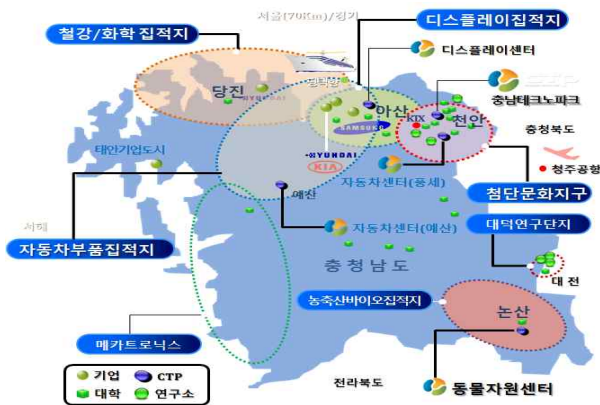 서울(70Km)/경기
철강/화학 집적지
디스플레이집적지
디스플레이센터
당진
HYUNDAI
평택항
아산
SAMSUNG
KTX
천안
충남테크노파크
충청북도
청주공항
태안기업도시
HYUNDAI
KIA
자동차센터(풍세)
첨단문화지구
예산
서해
자동차부품집적지
자동차센터(예산)
대덕연구단지
충청남도
대 전
농축산바이오집적지
논산
메카트로닉스
기업
CTP
대학
연구소
전라북도
동물자원센터